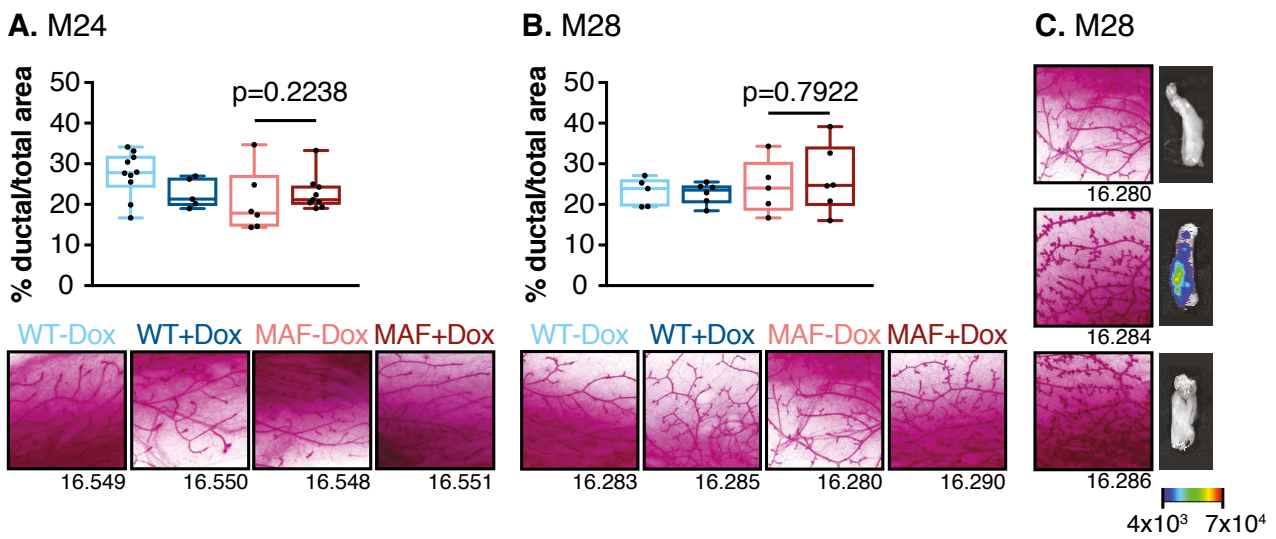 A. M24
% ductal/total area
50
40
30
20
10
0
p=0.2238
WT-Dox WT+Dox MAF-Dox MAF+Dox
16.549 16.550 16.548 16.551
B. M28
% ductal/total area
50
40
30
20
10
0
p=0.7922
WT-Dox WT+Dox MAF-Dox MAF+Dox
16.283 16.285 16.280 16.290
C. M28
16.280
16.284
16.286
4x10³ 7x10⁴